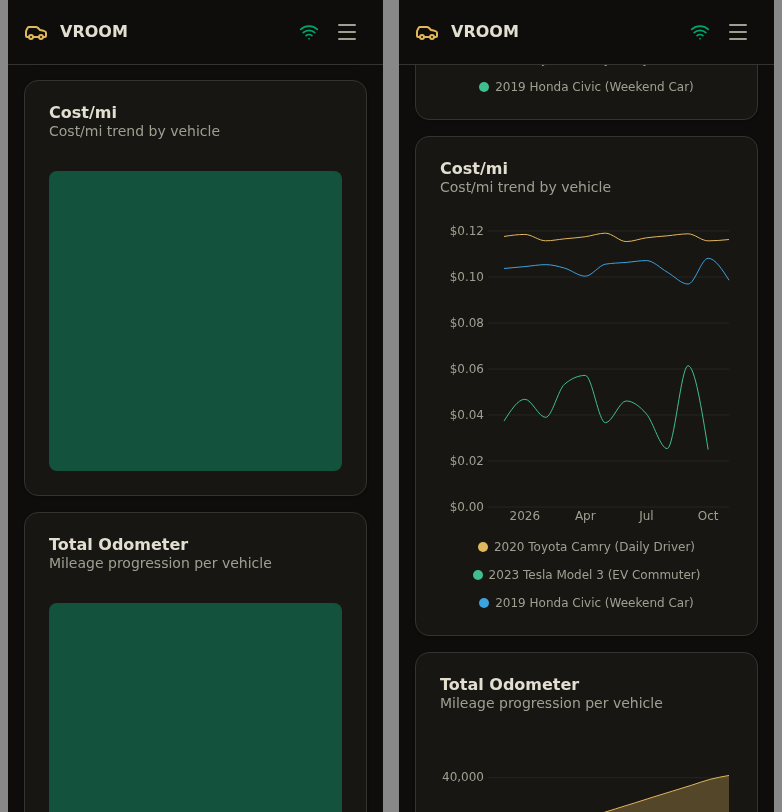 VROOM
Cost/mi
Cost/mi trend by vehicle
Total Odometer
Mileage progression per vehicle
VROOM
2019 Honda Civic (Weekend Car)
Cost/mi
Cost/mi trend by vehicle
$0.12
$0.10
$0.08
$0.06
$0.04
$0.02
$0.00
2026 Apr Jul Oct
2020 Toyota Camry (Daily Driver)
2023 Tesla Model 3 (EV Commuter)
2019 Honda Civic (Weekend Car)
Total Odometer
Mileage progression per vehicle
40,000